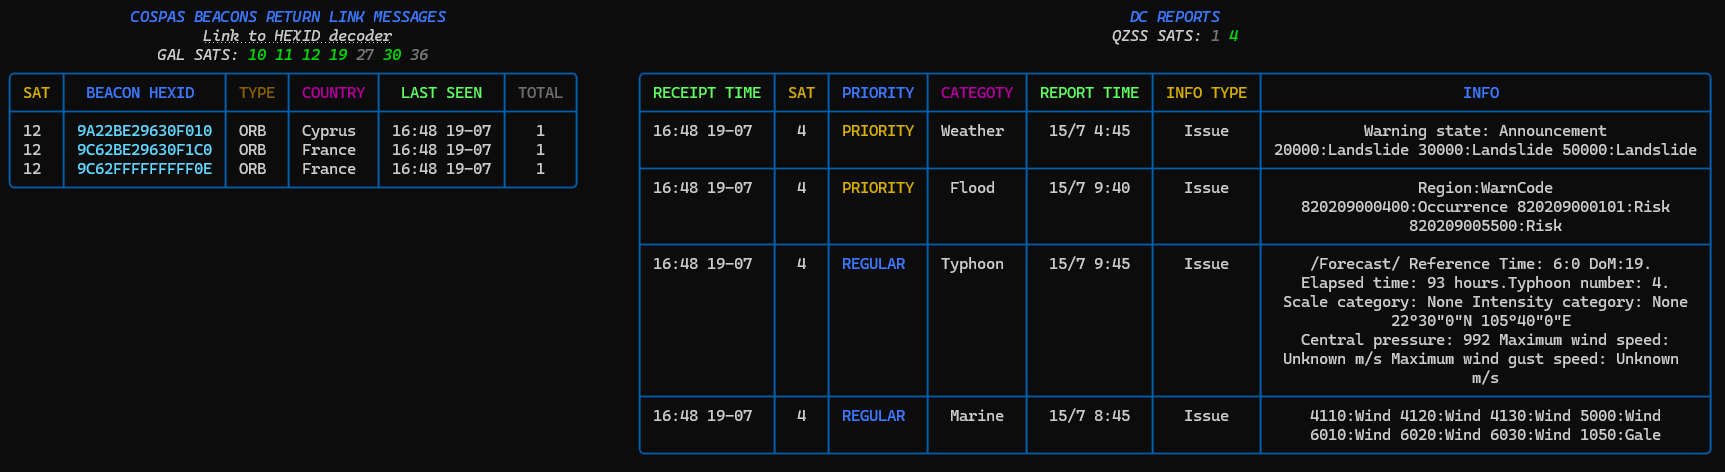 COSPAS BEACONS RETURN LINK MESSAGES
Link to HEXID decoder
GAL SATS: 10 11 12 19 27 30 36
SAT BEACON HEXID TYPE COUNTRY LAST SEEN TOTAL
12 9A22BE29630F010 ORB Cyprus 16:48 19-07 1
12 9C62BE29630F1C0 ORB France 16:48 19-07 1
12 9C62FFFFFFFFF0E ORB France 16:48 19-07 1
DC REPORTS
QZSS SATS: 1 4
RECEIPT TIME SAT PRIORITY CATEGOTY REPORT TIME INFO TYPE INFO
16:48 19-07 4 PRIORITY Weather 15/7 4:45 Issue Warning state: Announcement
20000:Landslide 30000:Landslide 50000:Landslide
16:48 19-07 4 PRIORITY Flood 15/7 9:40 Issue Region:WarnCode
820209000400:Occurrence 820209000101:Risk
820209005500:Risk
16:48 19-07 4 REGULAR Typhoon 15/7 9:45 Issue /Forecast/ Reference Time: 6:0 DoM:19.
Elapsed time: 93 hours.Typhoon number: 4.
Scale category: None Intensity category: None
22°30"0"N 105°40"0"E
Central pressure: 992 Maximum wind speed:
Unknown m/s Maximum wind gust speed: Unknown
m/s
16:48 19-07 4 REGULAR Marine 15/7 8:45 Issue 4110:Wind 4120:Wind 4130:Wind 5000:Wind
6010:Wind 6020:Wind 6030:Wind 1050:Gale